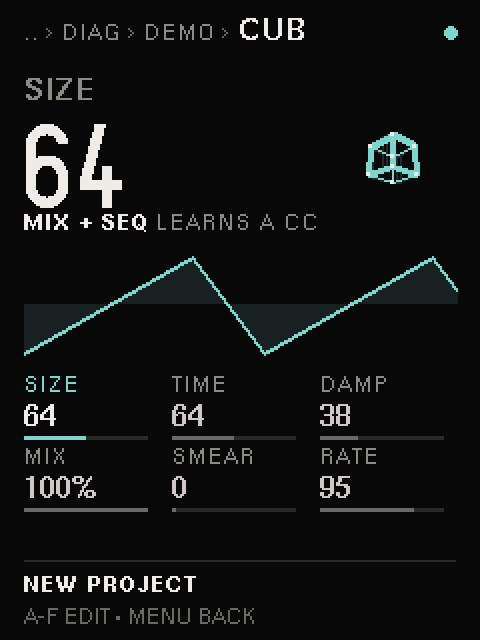 .. > DIAG > DEMO > CUB
SIZE
64
MIX + SEQ LEARNS A CC
SIZE TIME DAMP
64 64 38
MIX SMEAR RATE
100% 0 95
NEW PROJECT
A-F EDIT · MENU BACK